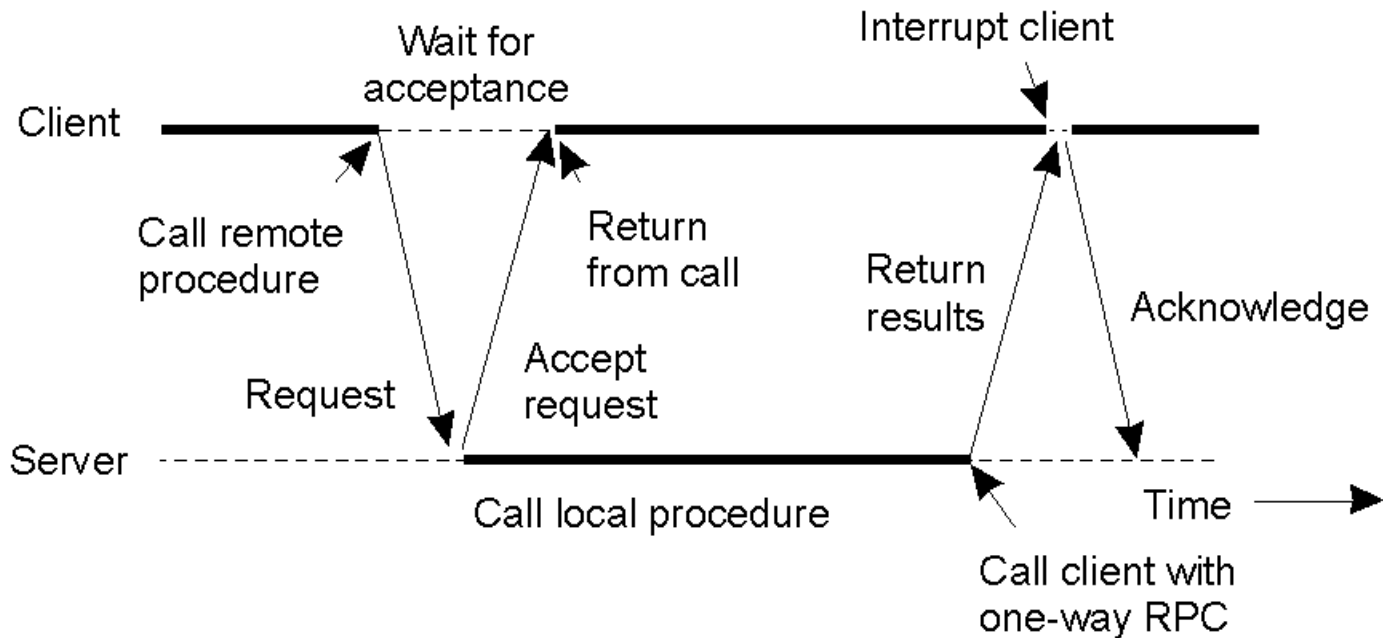 Wait for
acceptance
Interrupt client
Client
Call remote
procedure
Return
from call
Return
results
Acknowledge
Request
Accept
request
Server
Call local procedure
Time
Call client with
one-way RPC